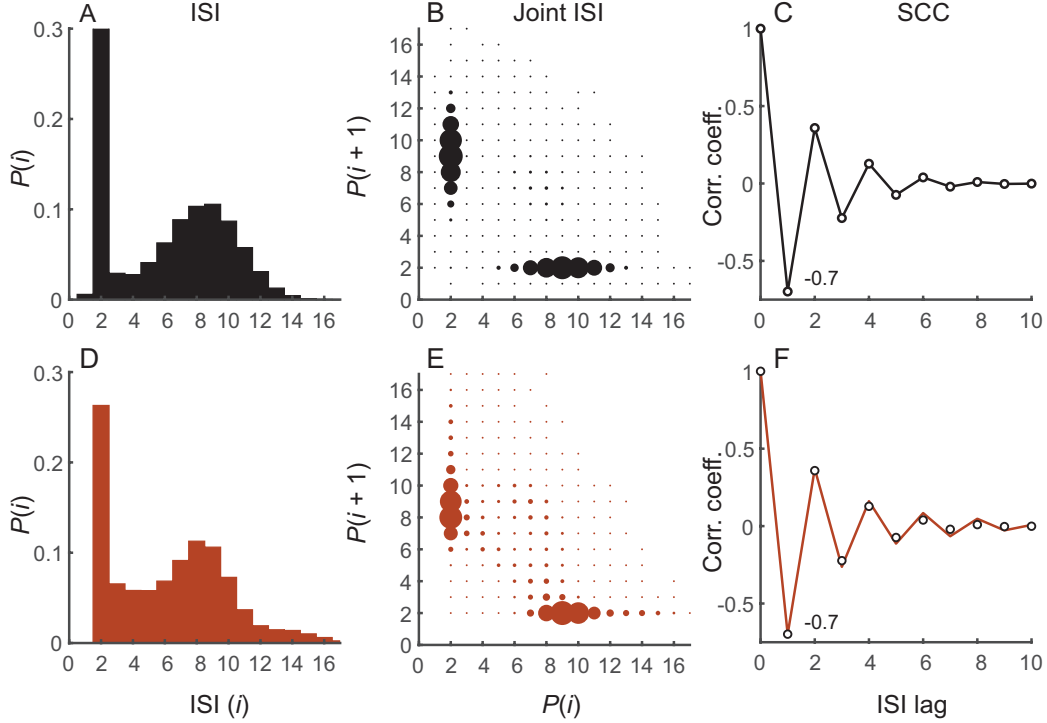 A ISI
B Joint ISI
C SCC
0.3
0.2
0.1
0
P(i)
0 2 4 6 8 10 12 14 16
16
14
12
10
8
6
4
2
0
P(i + 1)
0 2 4 6 8 10 12 14 16
1
0.5
0
-0.5
Corr. coeff.
-0.7
0 2 4 6 8 10
D
E
F
0.3
0.2
0.1
0
P(i)
0 2 4 6 8 10 12 14 16
ISI (i)
16
14
12
10
8
6
4
2
0
P(i + 1)
0 2 4 6 8 10 12 14 16
P(i)
1
0.5
0
-0.5
Corr. coeff.
-0.7
0 2 4 6 8 10
ISI lag